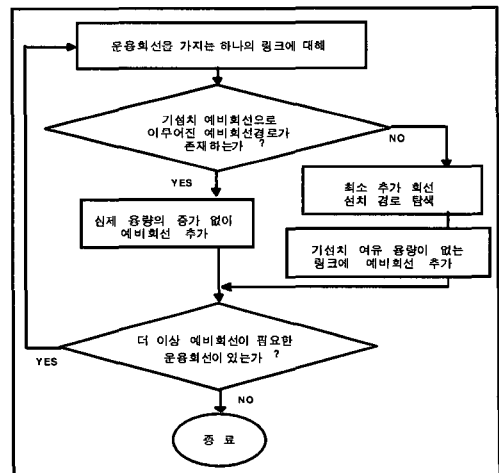 운용회선을 가지는 하나의 링크에 대해
기설치 예비회선으로
이루어진 예비회선경로가
존재하는가 ?
NO
YES
최소 추가 회선
설치 경로 탐색
실제 용량의 증가 없이
예비회선 추가
기설치 여유 용량이 없는
링크에 예비회선 추가
더 이상 예비회선이 필요한
운용회선이 있는가 ?
YES
NO
종 료